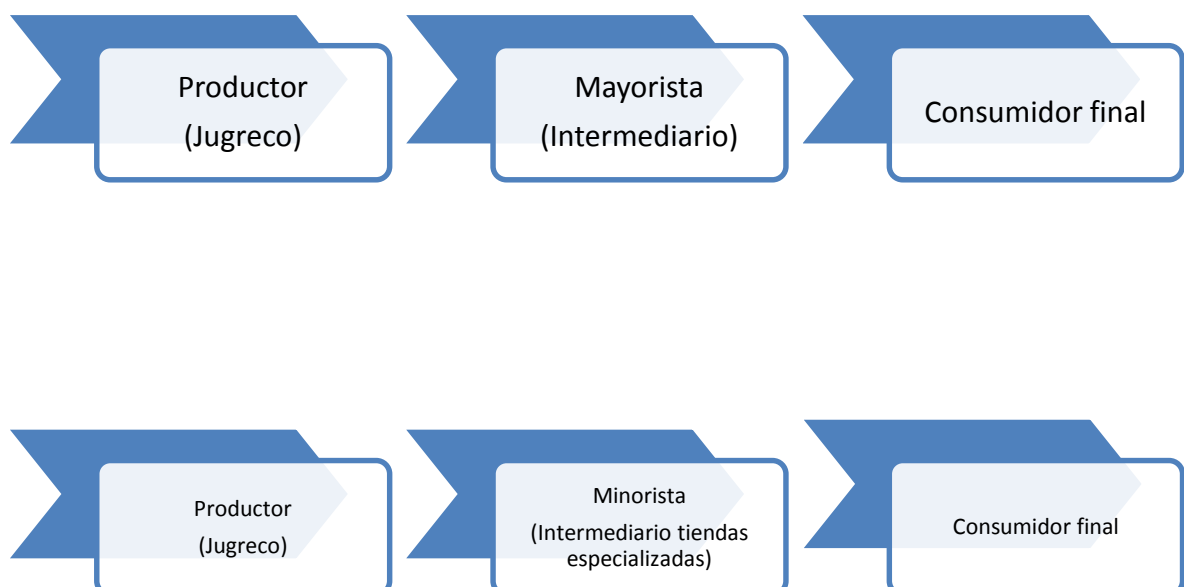 Productor
(Jugreco)
Mayorista
(Intermediario)
Consumidor final
Productor
(Jugreco)
Minorista
(Intermediario tiendas
especializadas)
Consumidor final